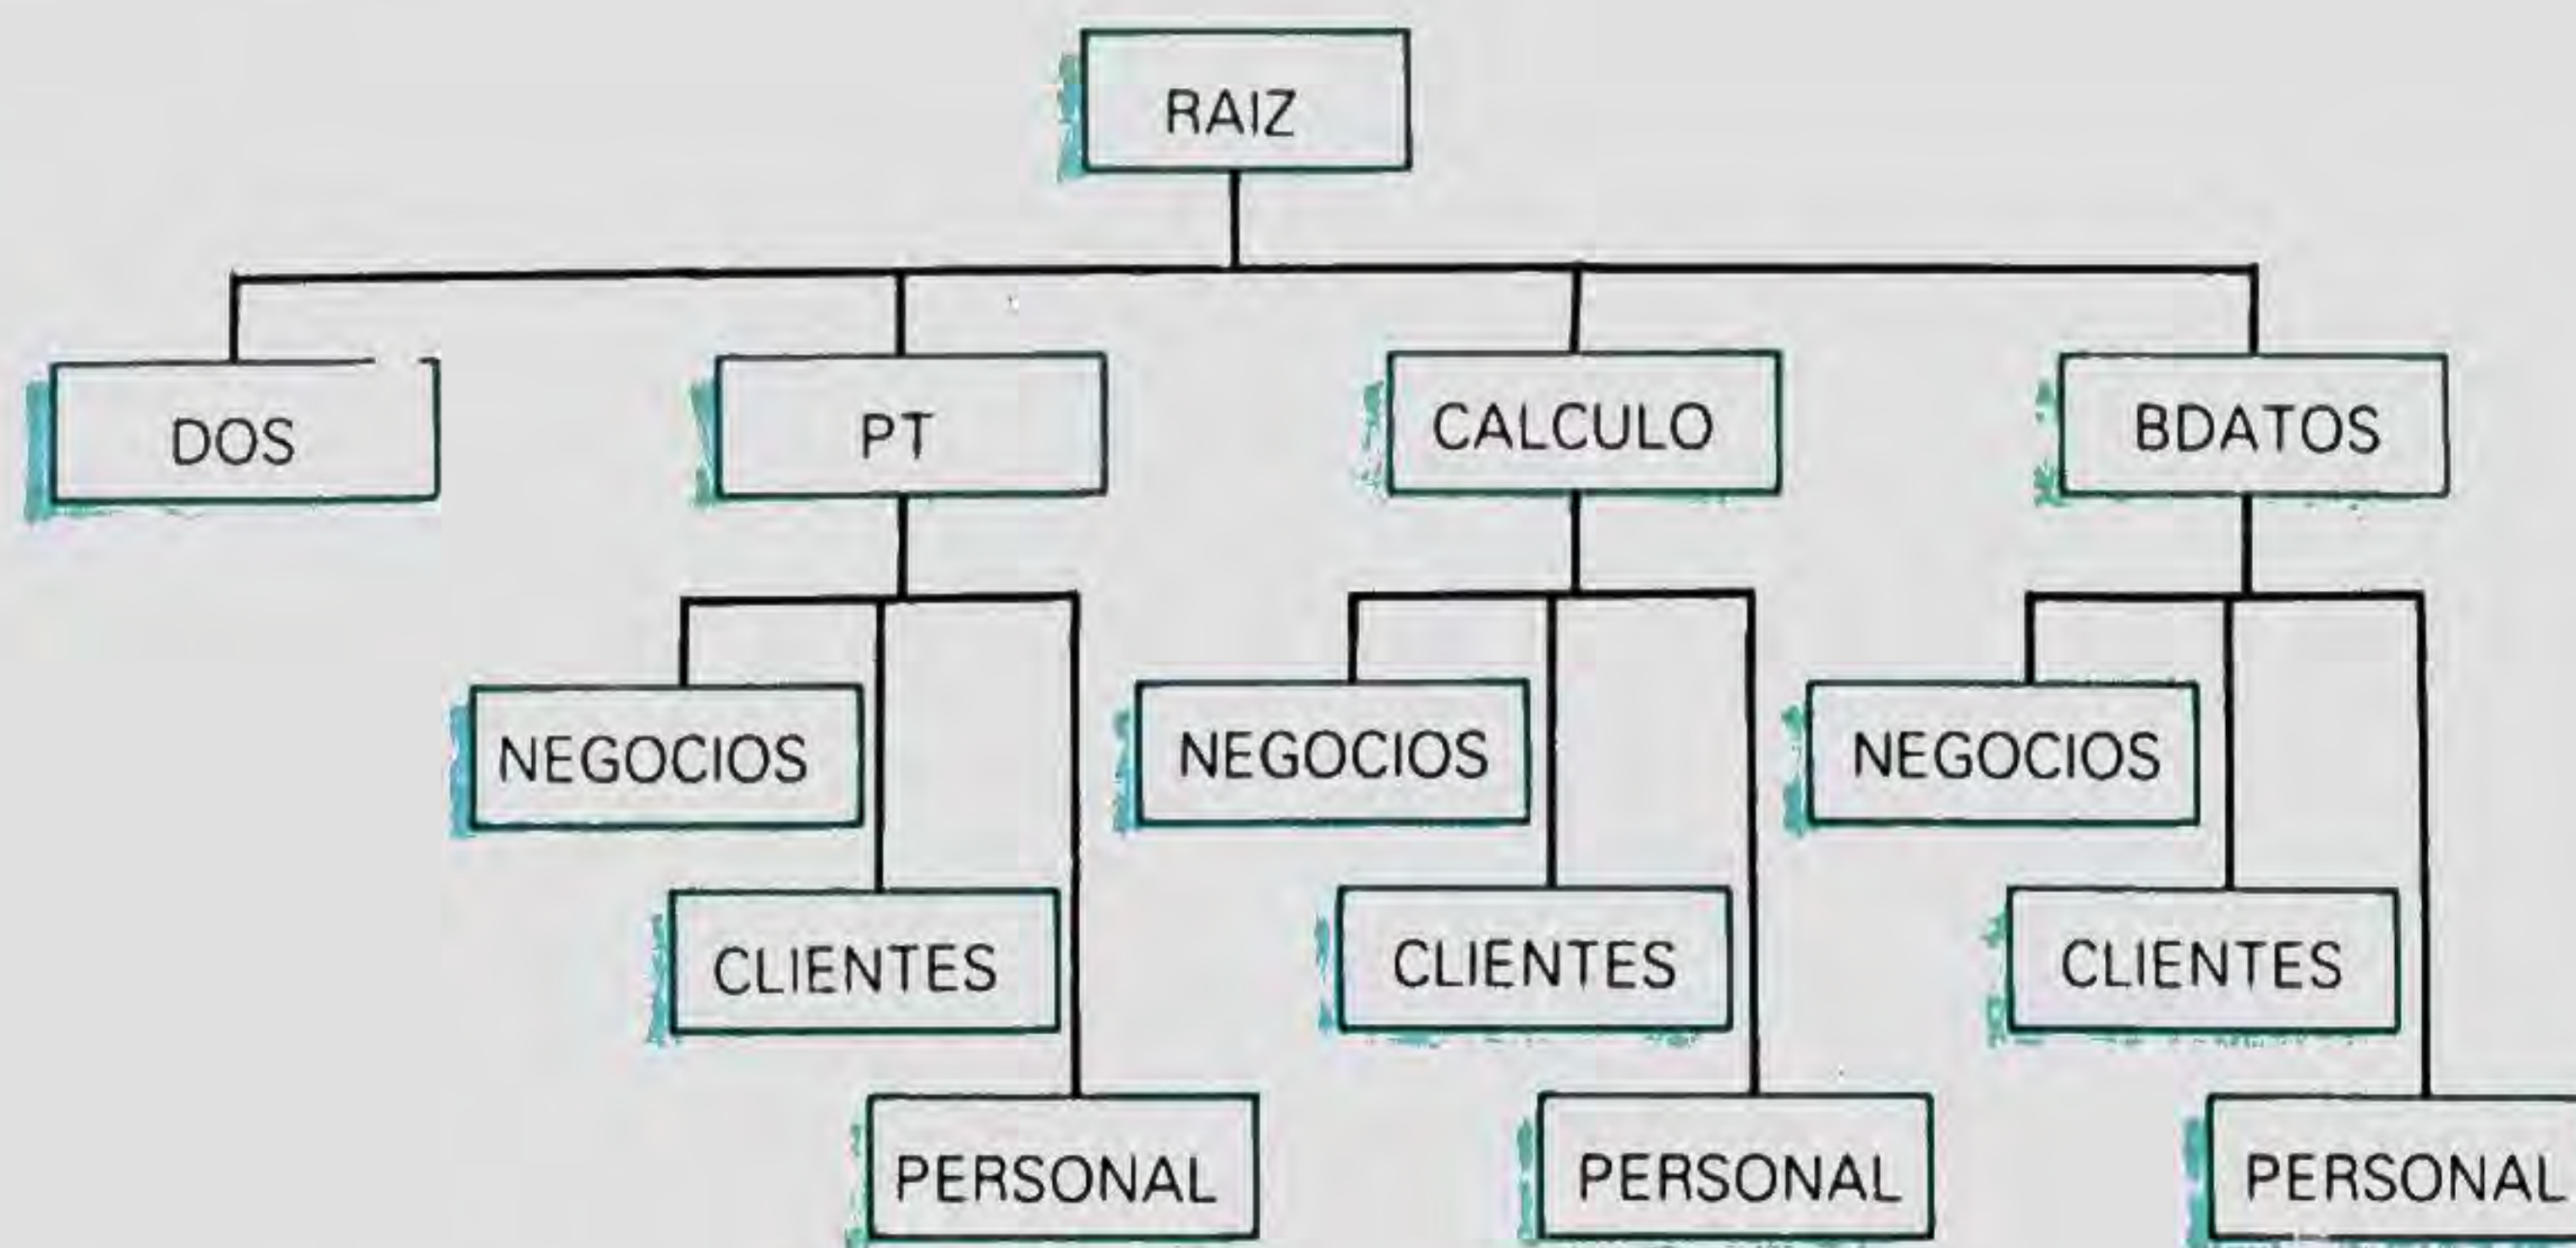 RAIZ
DOS
PT
CALCULO
BDATOS
NEGOCIOS
NEGOCIOS
NEGOCIOS
CLIENTES
CLIENTES
CLIENTES
PERSONAL
PERSONAL
PERSONAL